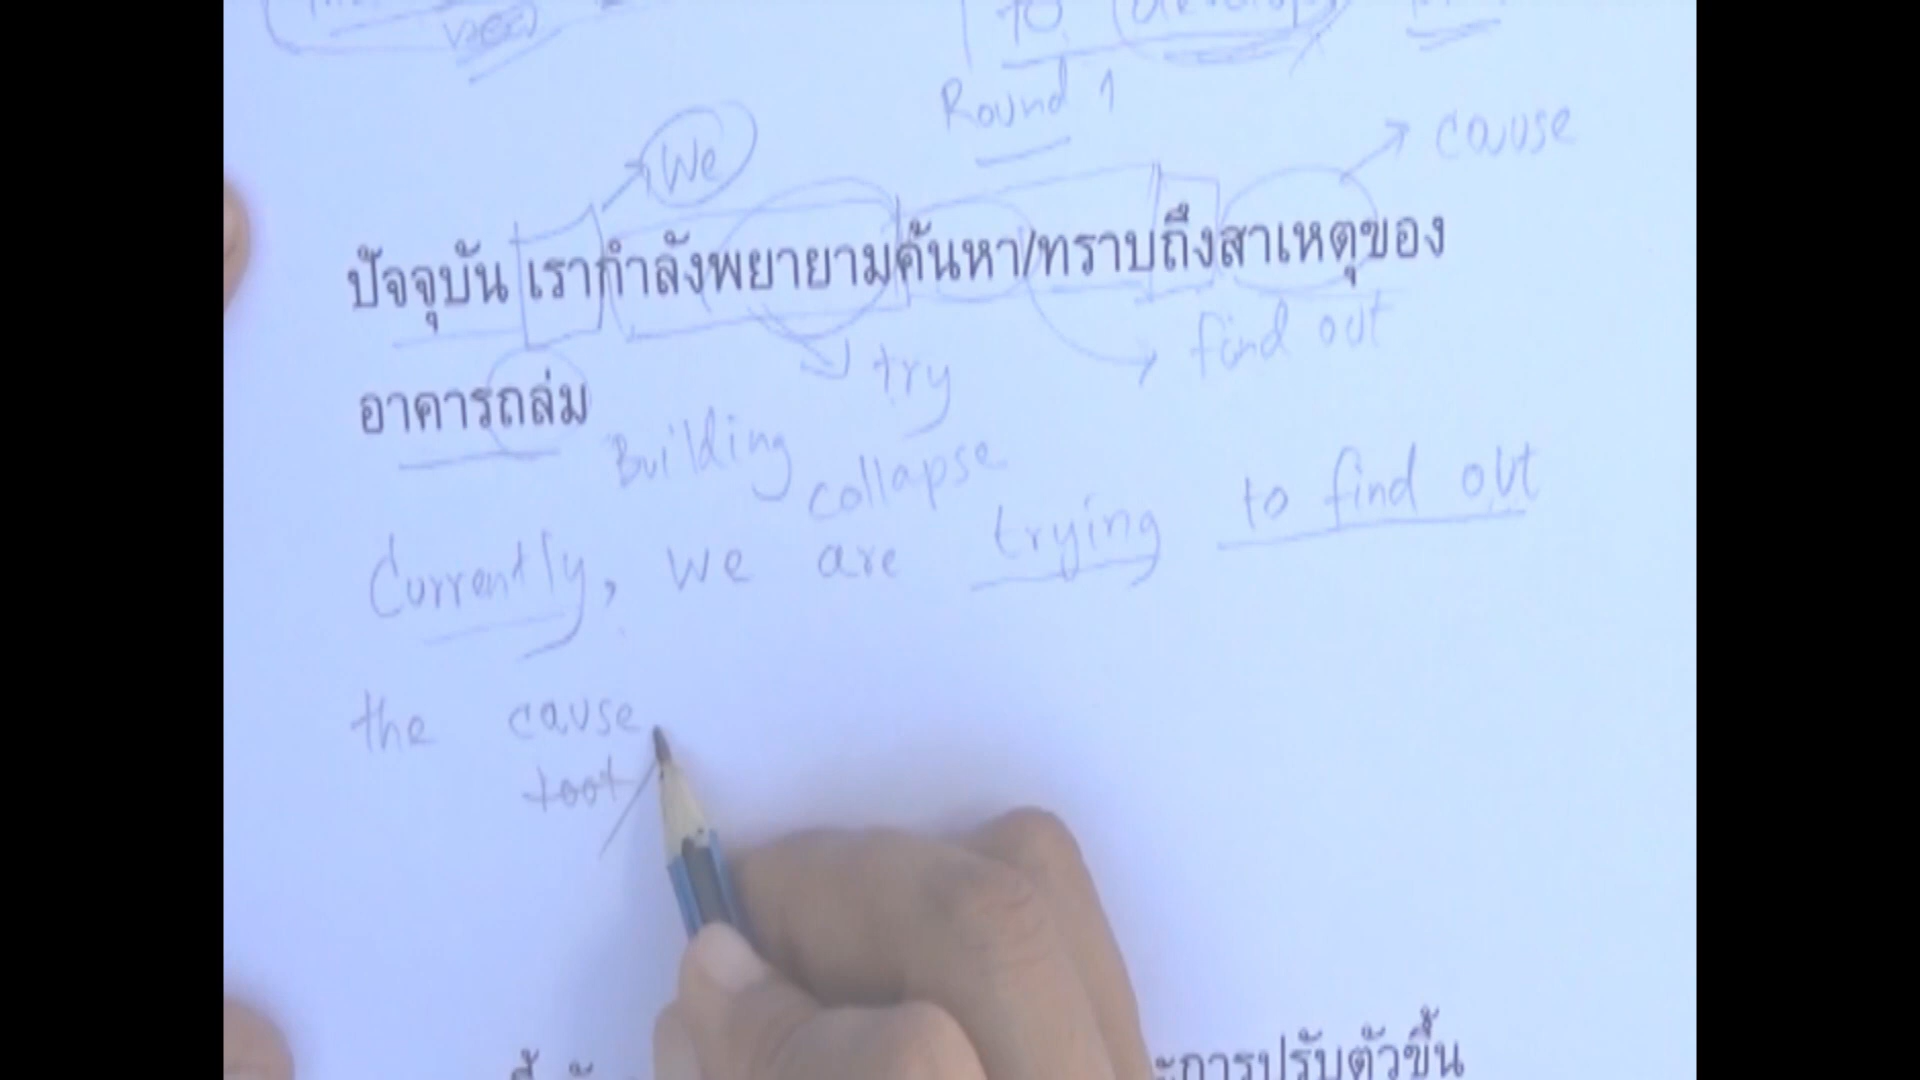 to develop
Round 1
We
cause
ปัจจุบัน เรากำลังพยายามค้นหา/ทราบถึงสาเหตุของ
find out
try
อาคารถล่ม
Building
collapse
Currently, we are trying to find out
the cause
ะการปรับตัวขึ้น